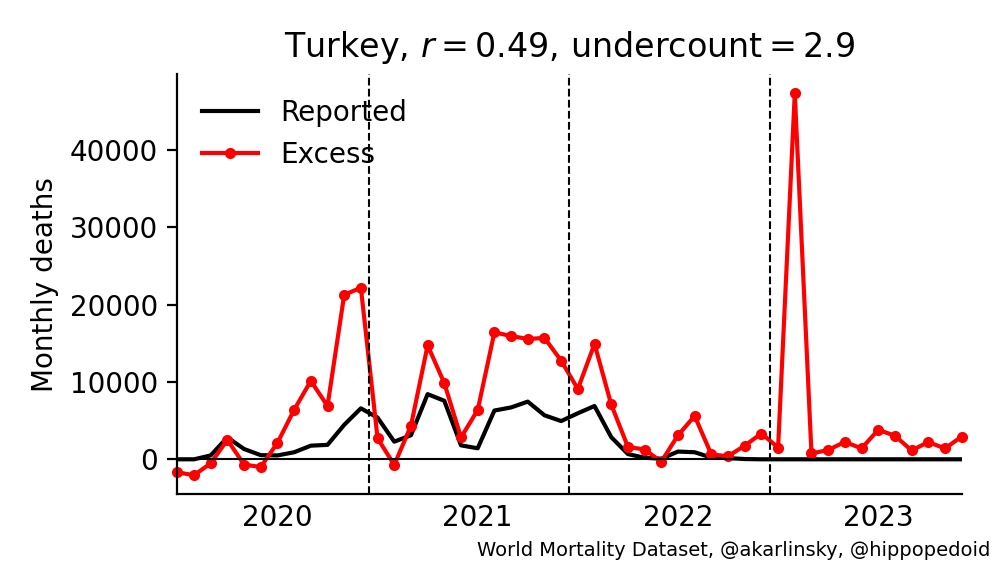 Turkey, r = 0.49, undercount = 2.9
Reported
Excess
Monthly deaths
40000
30000
20000
10000
0
2020 2021 2022 2023
World Mortality Dataset, @akarlinsky, @hippopedoid